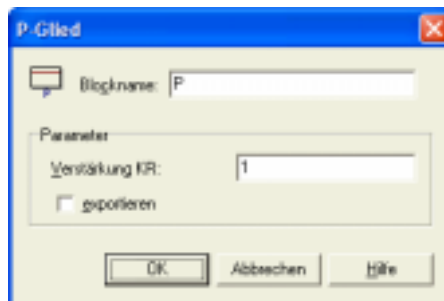 P-Glied
P
Blockname: P
Parameter
Verstärkung KR: 1
exportieren
OK Abbrechen Hilfe